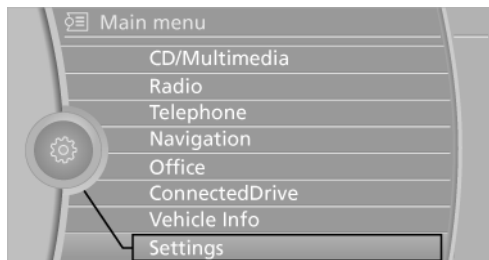 Main menu
CD/Multimedia
Radio
Telephone
Navigation
Office
ConnectedDrive
Vehicle Info
Settings